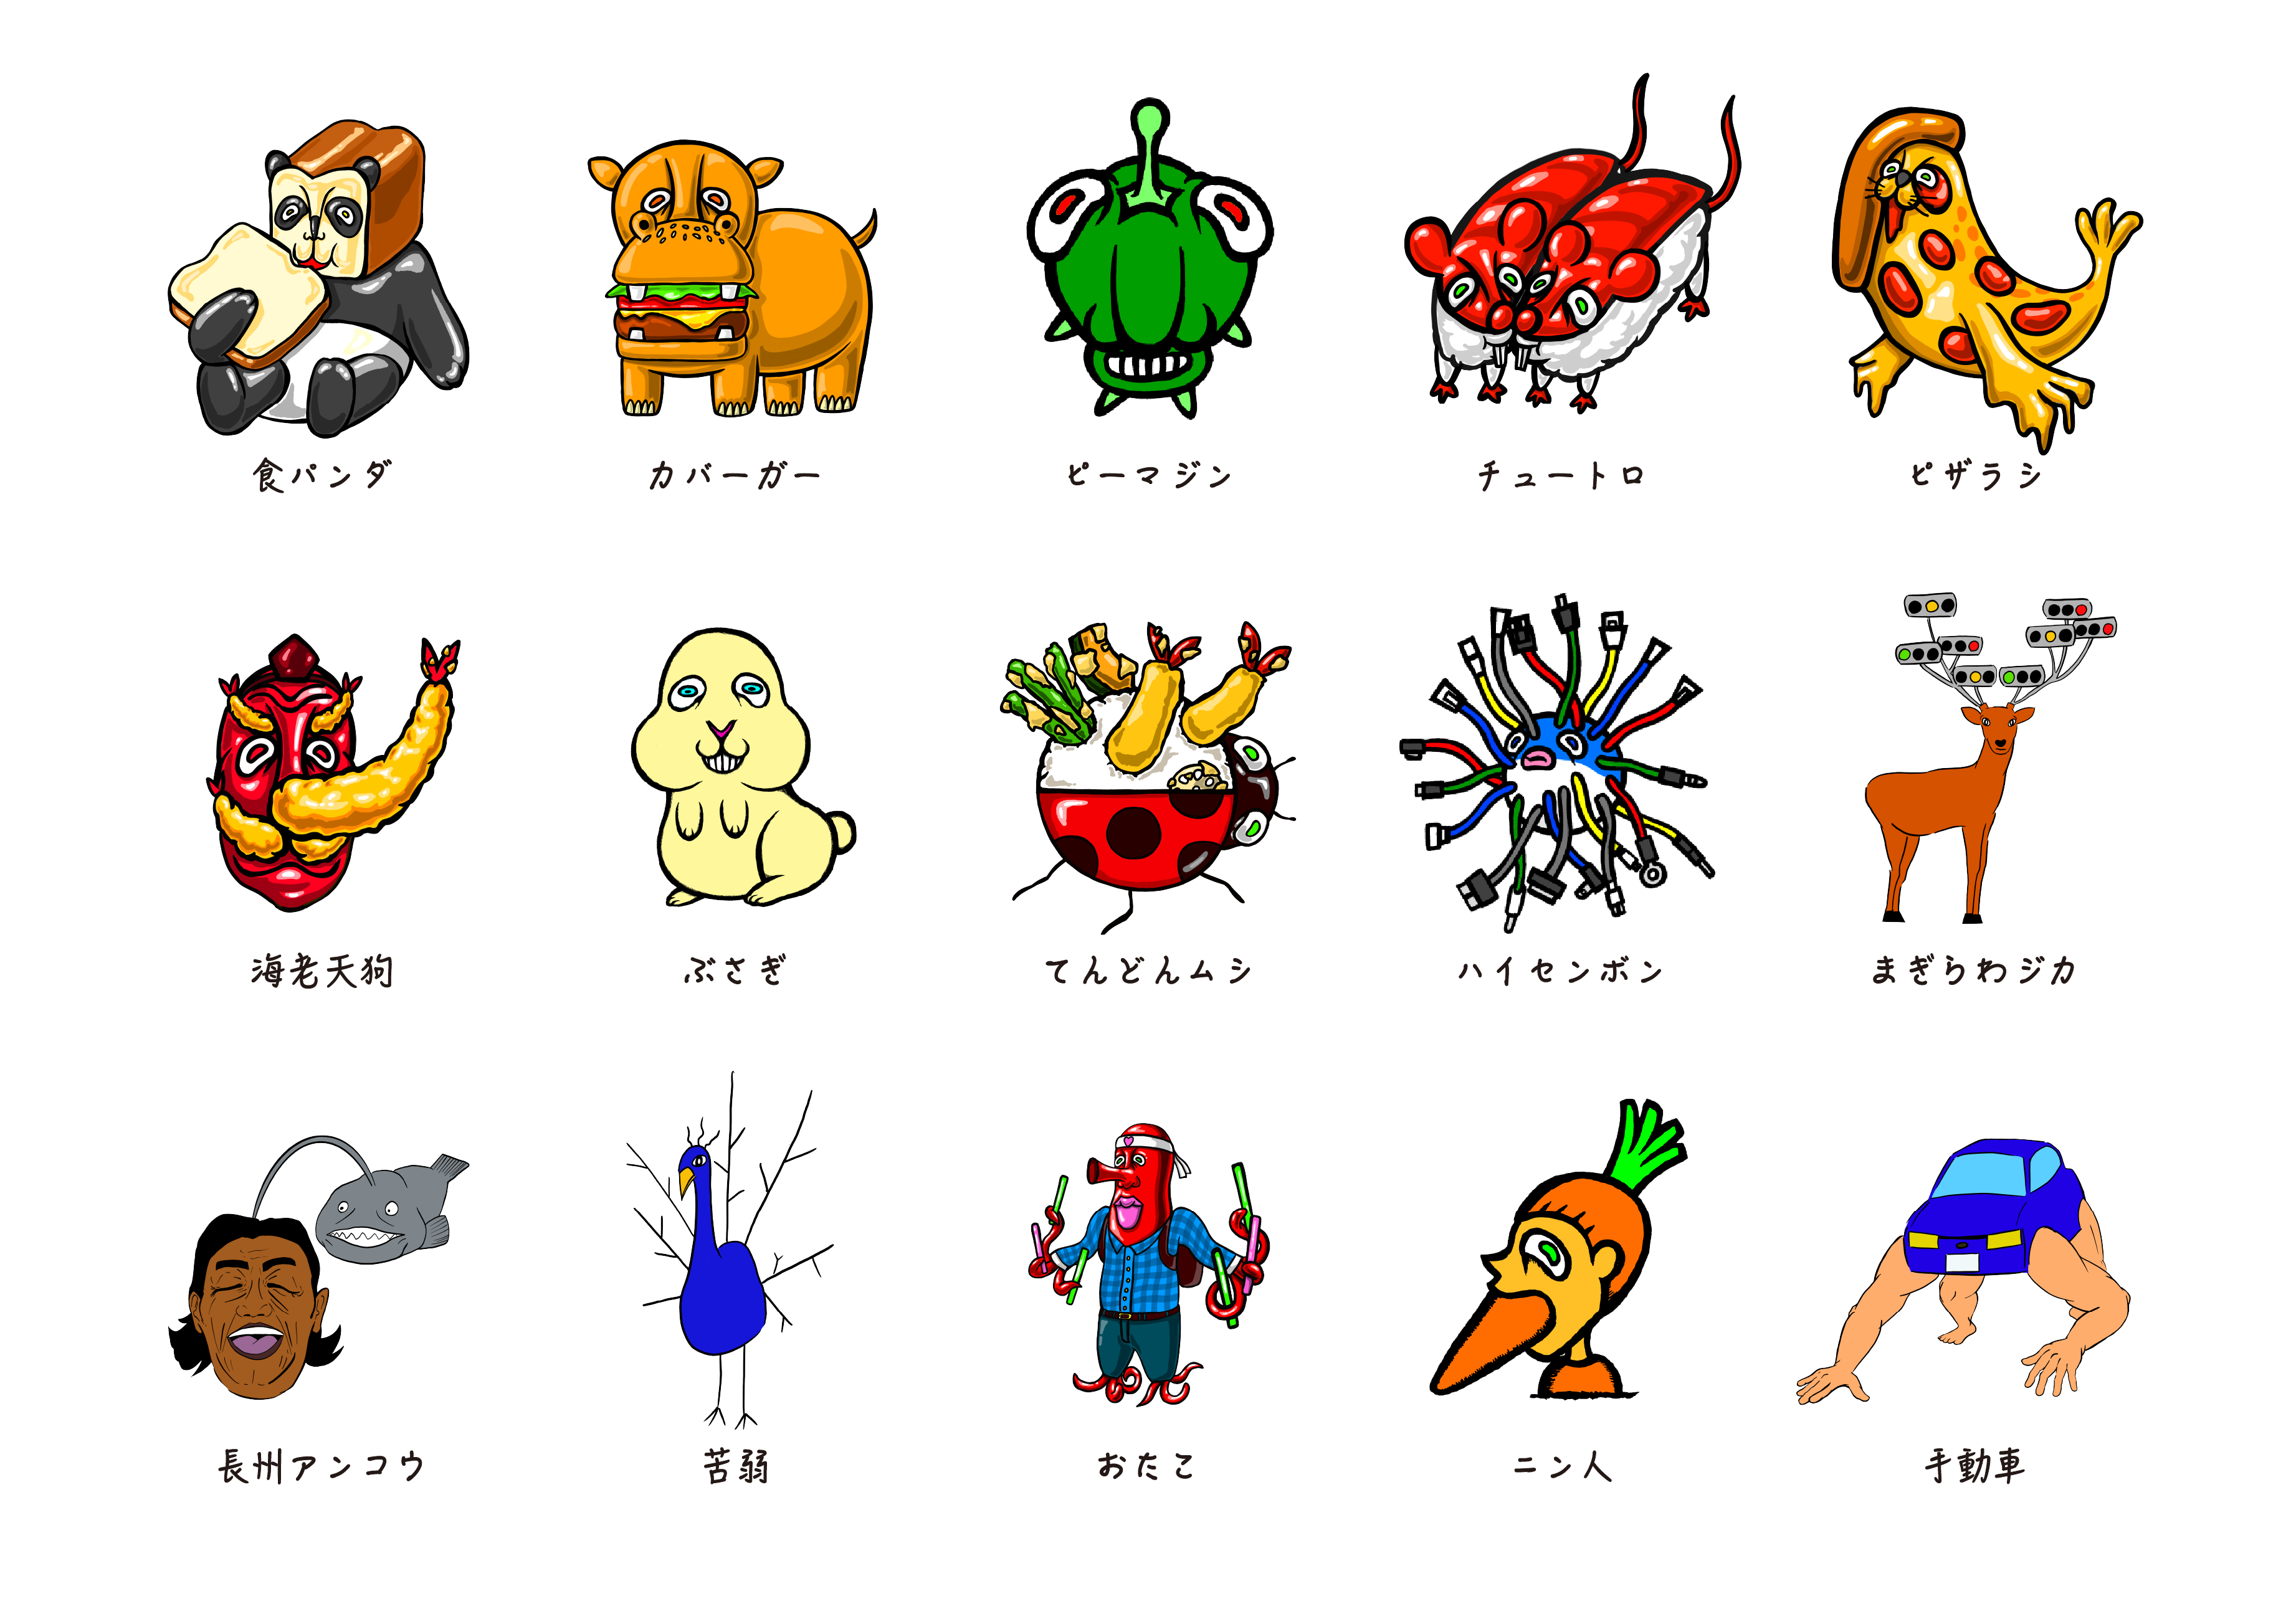 食パンダ
カバーガー
ピーマジン
チュートロ
ピザラシ
海老天狗
ぶさぎ
てんどんムシ
ハイセンボン
まぎらわジカ
長州アンコウ
苦弱
おたこ
ニン人
手動車